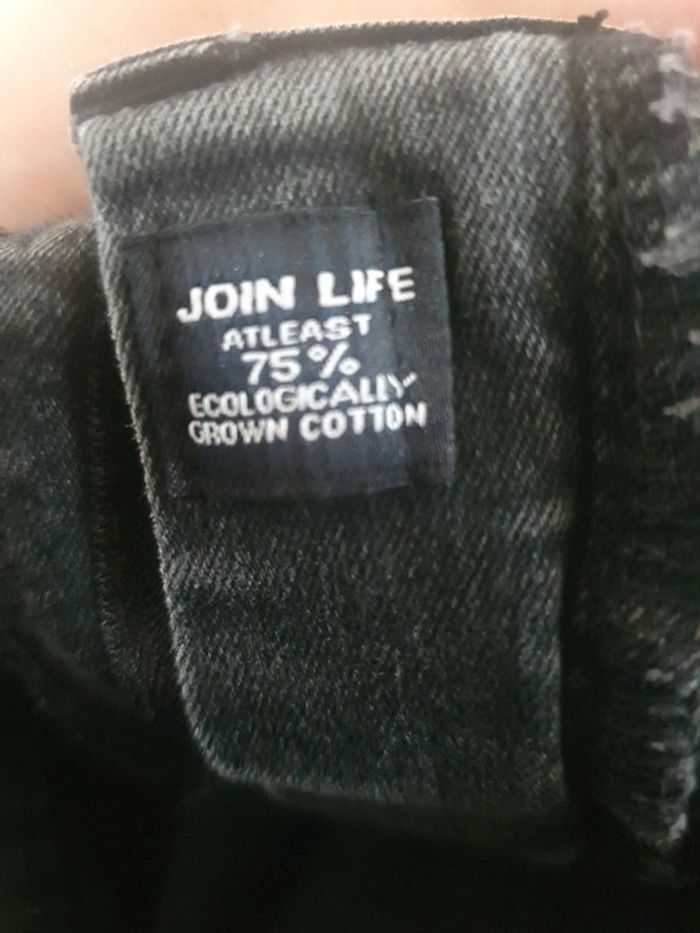 JOIN LIFE
ATLEAST
75%
ECOLOGICALLY
GROWN COTTON